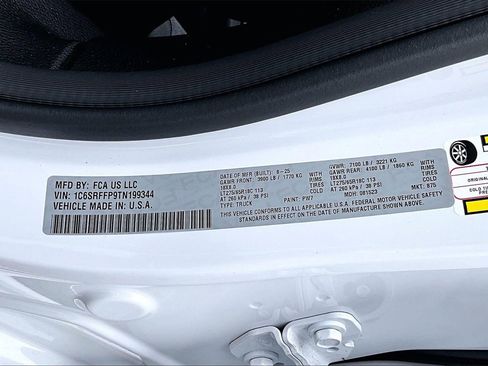 MFD BY: FCA US LLC
VIN: 1C6SRFFP9TN199344
VEHICLE MADE IN U.S.A.
DATE OF MFR (BUILT): 8-25 GVWR: 7100 LB / 3221 KG
GAWR FRONT: 3900 LB / 1770 KG WITH GAWR REAR: 4100 LB / 1860 KG WITH
18X8.0 RIMS 18X8.0 RIMS
LT275/65R18C 113 TIRES LT275/65R18C 113 TIRES
AT 260 kPa / 38 PSI COLD AT 260 kPa / 38 PSI COLD
TYPE: TRUCK PAINT: PW7 MDH: 081523 MKT: 875
THIS VEHICLE CONFORMS TO ALL APPLICABLE U.S.A. FEDERAL MOTOR VEHICLE SAFETY
STANDARDS IN EFFECT ON THE DATE OF MANUFACTURE SHOWN ABOVE.